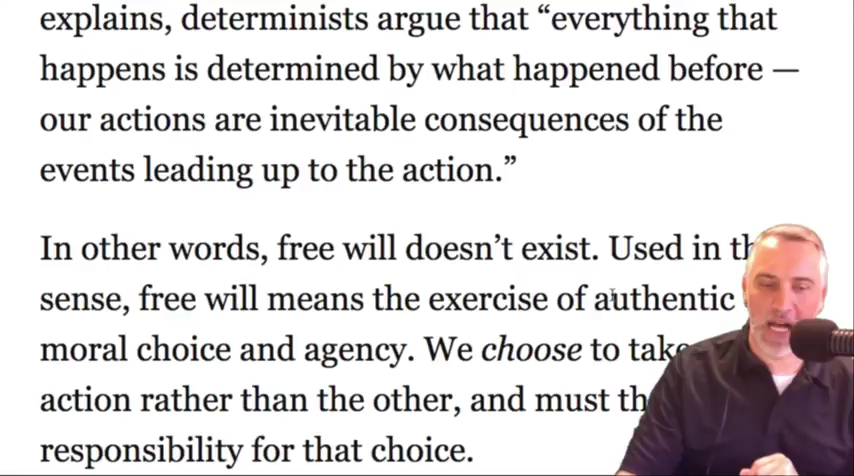 explains, determinists argue that “everything that
happens is determined by what happened before —
our actions are inevitable consequences of the
events leading up to the action.”
In other words, free will doesn’t exist. Used in
sense, free will means the exercise of authentic
moral choice and agency. We choose to take
action rather than the other, and must
responsibility for that choice.